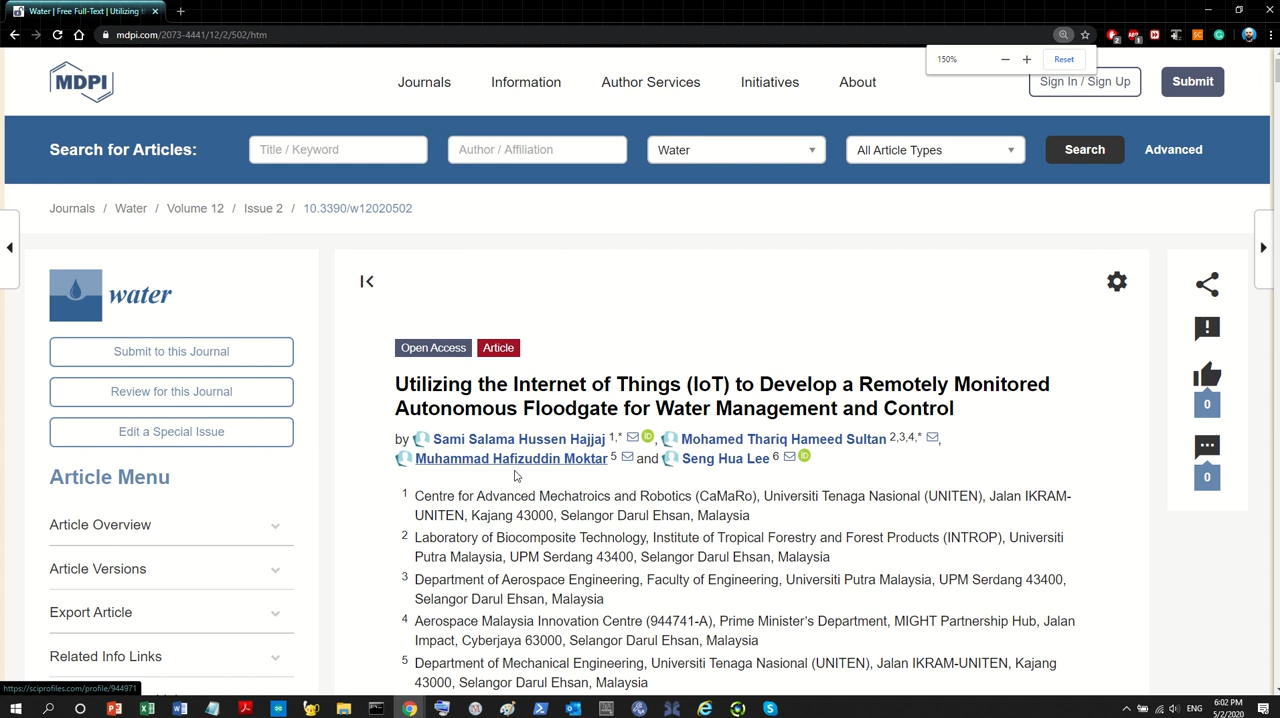 Water | Free Full-Text | Utilizing
mdpi.com/2073-4441/12/2/502/htm
150%
Reset
MDPI
Journals
Information
Author Services
Initiatives
About
Sign In / Sign Up
Submit
Search for Articles:
Title / Keyword
Author / Affiliation
Water
All Article Types
Search
Advanced
Journals / Water / Volume 12 / Issue 2 / 10.3390/w12020502
water
Submit to this Journal
Review for this Journal
Edit a Special Issue
Article Menu
Article Overview
Article Versions
Export Article
Related Info Links
Open Access Article
Utilizing the Internet of Things (IoT) to Develop a Remotely Monitored
Autonomous Floodgate for Water Management and Control
by Sami Salama Hussen Hajjaj 1,* , Mohamed Thariq Hameed Sultan 2,3,4,* ,
Muhammad Hafizuddin Moktar 5 and Seng Hua Lee 6
1 Centre for Advanced Mechatroics and Robotics (CaMaRo), Universiti Tenaga Nasional (UNITEN), Jalan IKRAM-
UNITEN, Kajang 43000, Selangor Darul Ehsan, Malaysia
2 Laboratory of Biocomposite Technology, Institute of Tropical Forestry and Forest Products (INTROP), Universiti
Putra Malaysia, UPM Serdang 43400, Selangor Darul Ehsan, Malaysia
3 Department of Aerospace Engineering, Faculty of Engineering, Universiti Putra Malaysia, UPM Serdang 43400,
Selangor Darul Ehsan, Malaysia
4 Aerospace Malaysia Innovation Centre (944741-A), Prime Minister's Department, MIGHT Partnership Hub, Jalan
Impact, Cyberjaya 63000, Selangor Darul Ehsan, Malaysia
5 Department of Mechanical Engineering, Universiti Tenaga Nasional (UNITEN), Jalan IKRAM-UNITEN, Kajang
43000, Selangor Darul Ehsan, Malaysia
0
0
https://sciprofiles.com/profile/944971
ENG
6:02 PM
5/2/2020